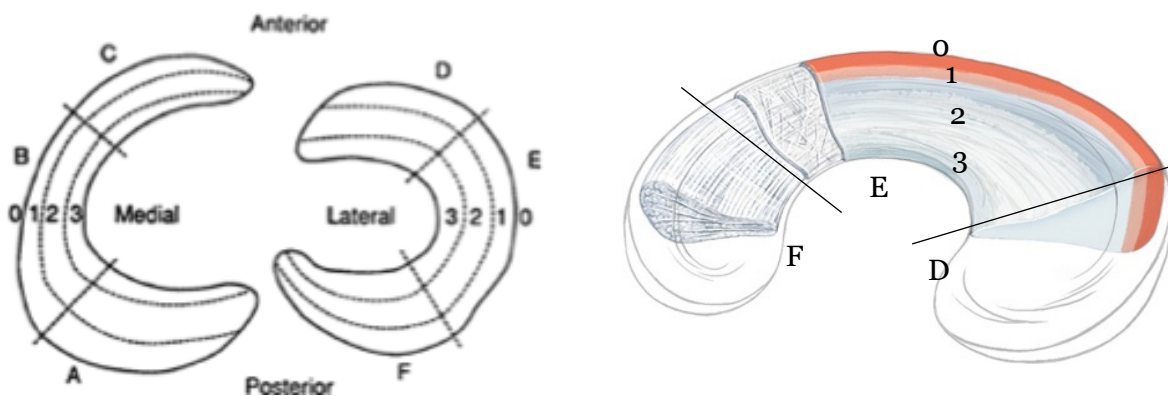 Anterior
C
D
B
E
0 1 2 3
Medial
Lateral
3 2 1 0
A
F
Posterior
0
1
2
3
E
F
D